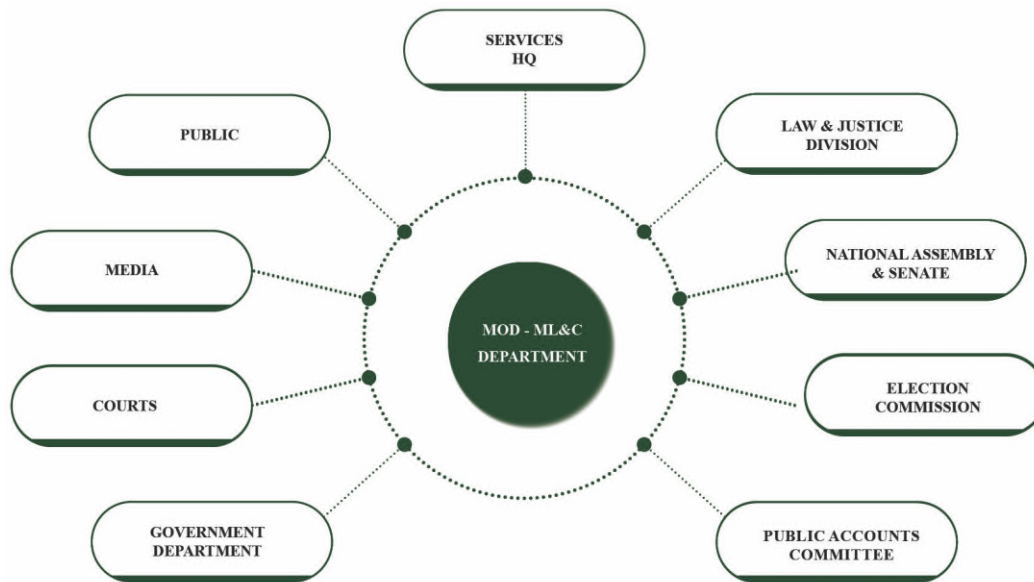 SERVICES
HQ
PUBLIC
LAW & JUSTICE
DIVISION
MEDIA
NATIONAL ASSEMBLY
& SENATE
MOD - ML&C
DEPARTMENT
COURTS
ELECTION
COMMISSION
GOVERNMENT
DEPARTMENT
PUBLIC ACCOUNTS
COMMITTEE